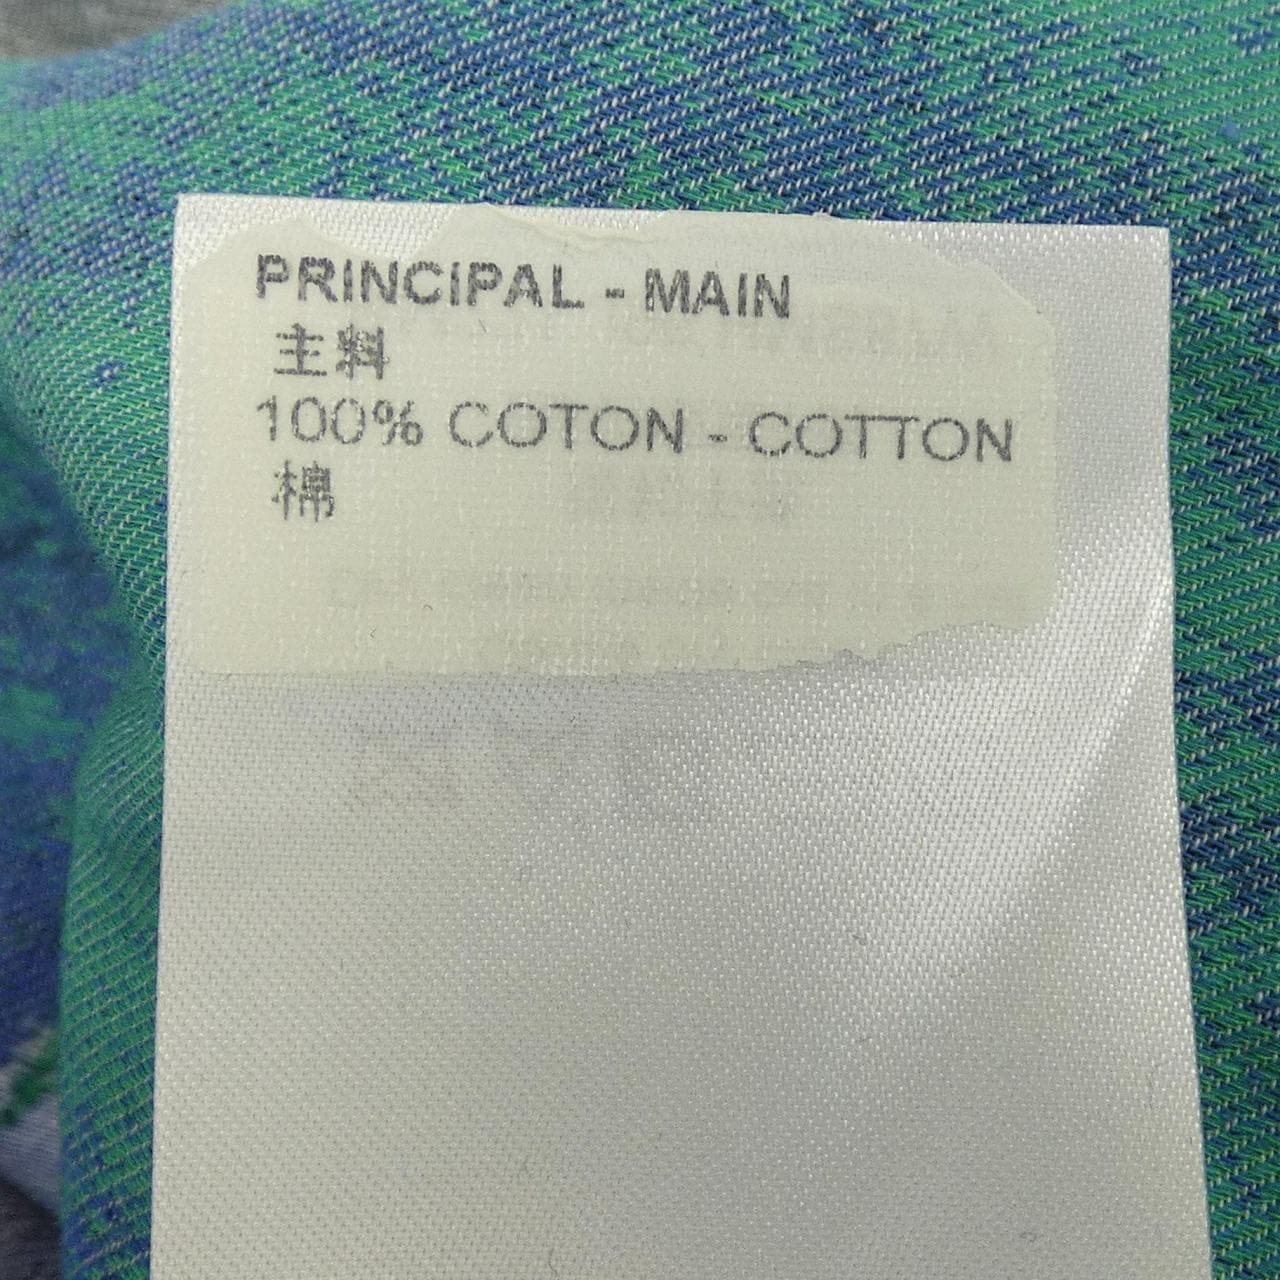 PRINCIPAL - MAIN
主料
100% COTON - COTTON
棉